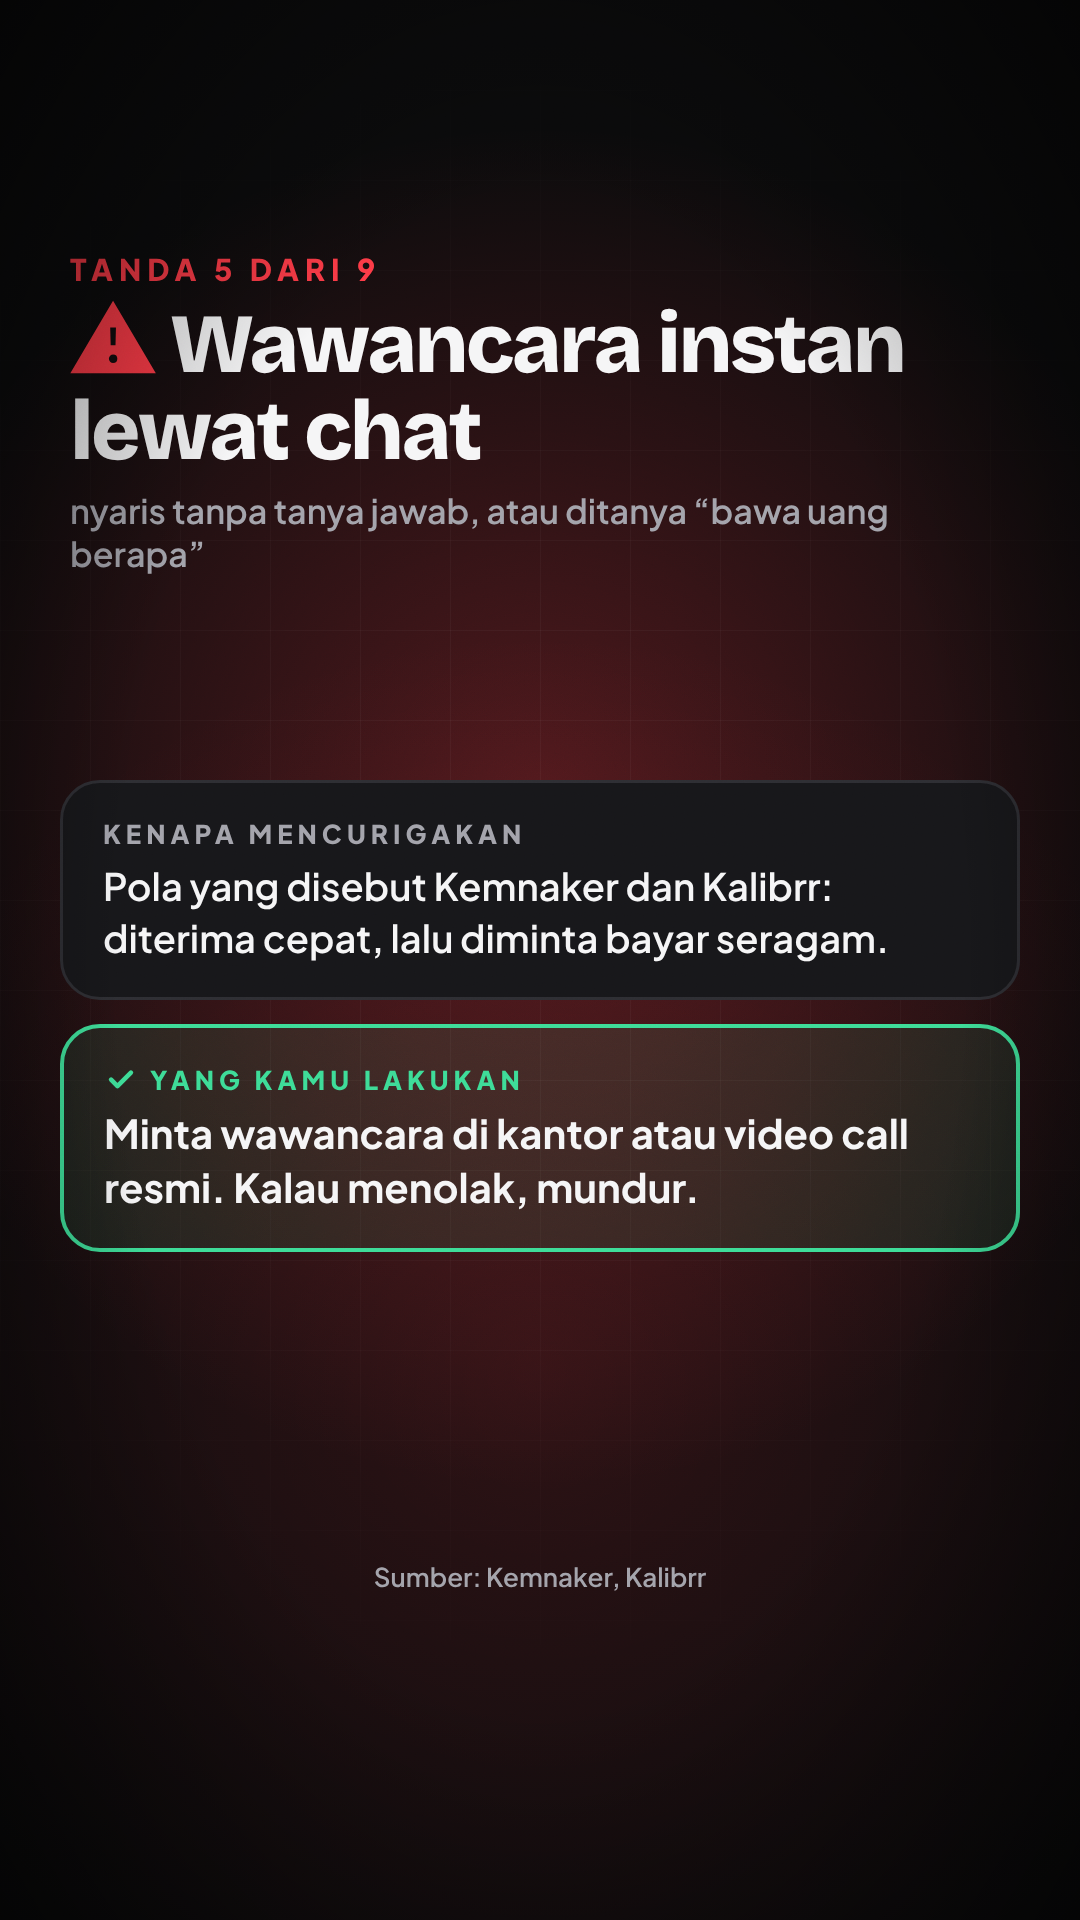 TANDA 5 DARI 9
Wawancara instan
lewat chat
nyaris tanpa tanya jawab, atau ditanya “bawa uang
berapa”
KENAPA MENCURIGAKAN
Pola yang disebut Kemnaker dan Kalibrr:
diterima cepat, lalu diminta bayar seragam.
YANG KAMU LAKUKAN
Minta wawancara di kantor atau video call
resmi. Kalau menolak, mundur.
Sumber: Kemnaker, Kalibrr